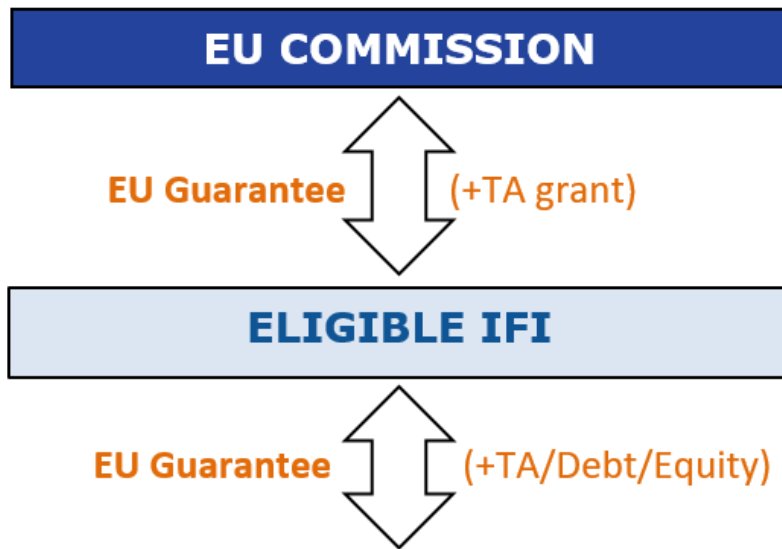 EU COMMISSION
EU Guarantee (+TA grant)
ELIGIBLE IFI
EU Guarantee (+TA/Debt/Equity)